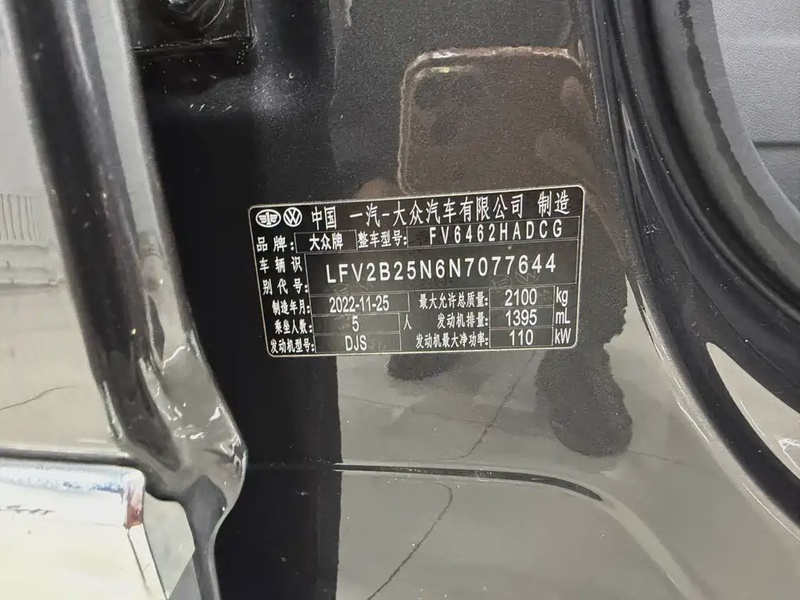 中国 一汽-大众汽车有限公司 制造
品牌: 大众牌 整车型号: FV6462HADCG
车辆识别代号: LFV2B25N6N7077644
制造年月: 2022-11-25 最大允许总质量: 2100 kg
乘坐人数: 5 人 发动机排量: 1395 mL
发动机型号: DJS 发动机最大净功率: 110 kW